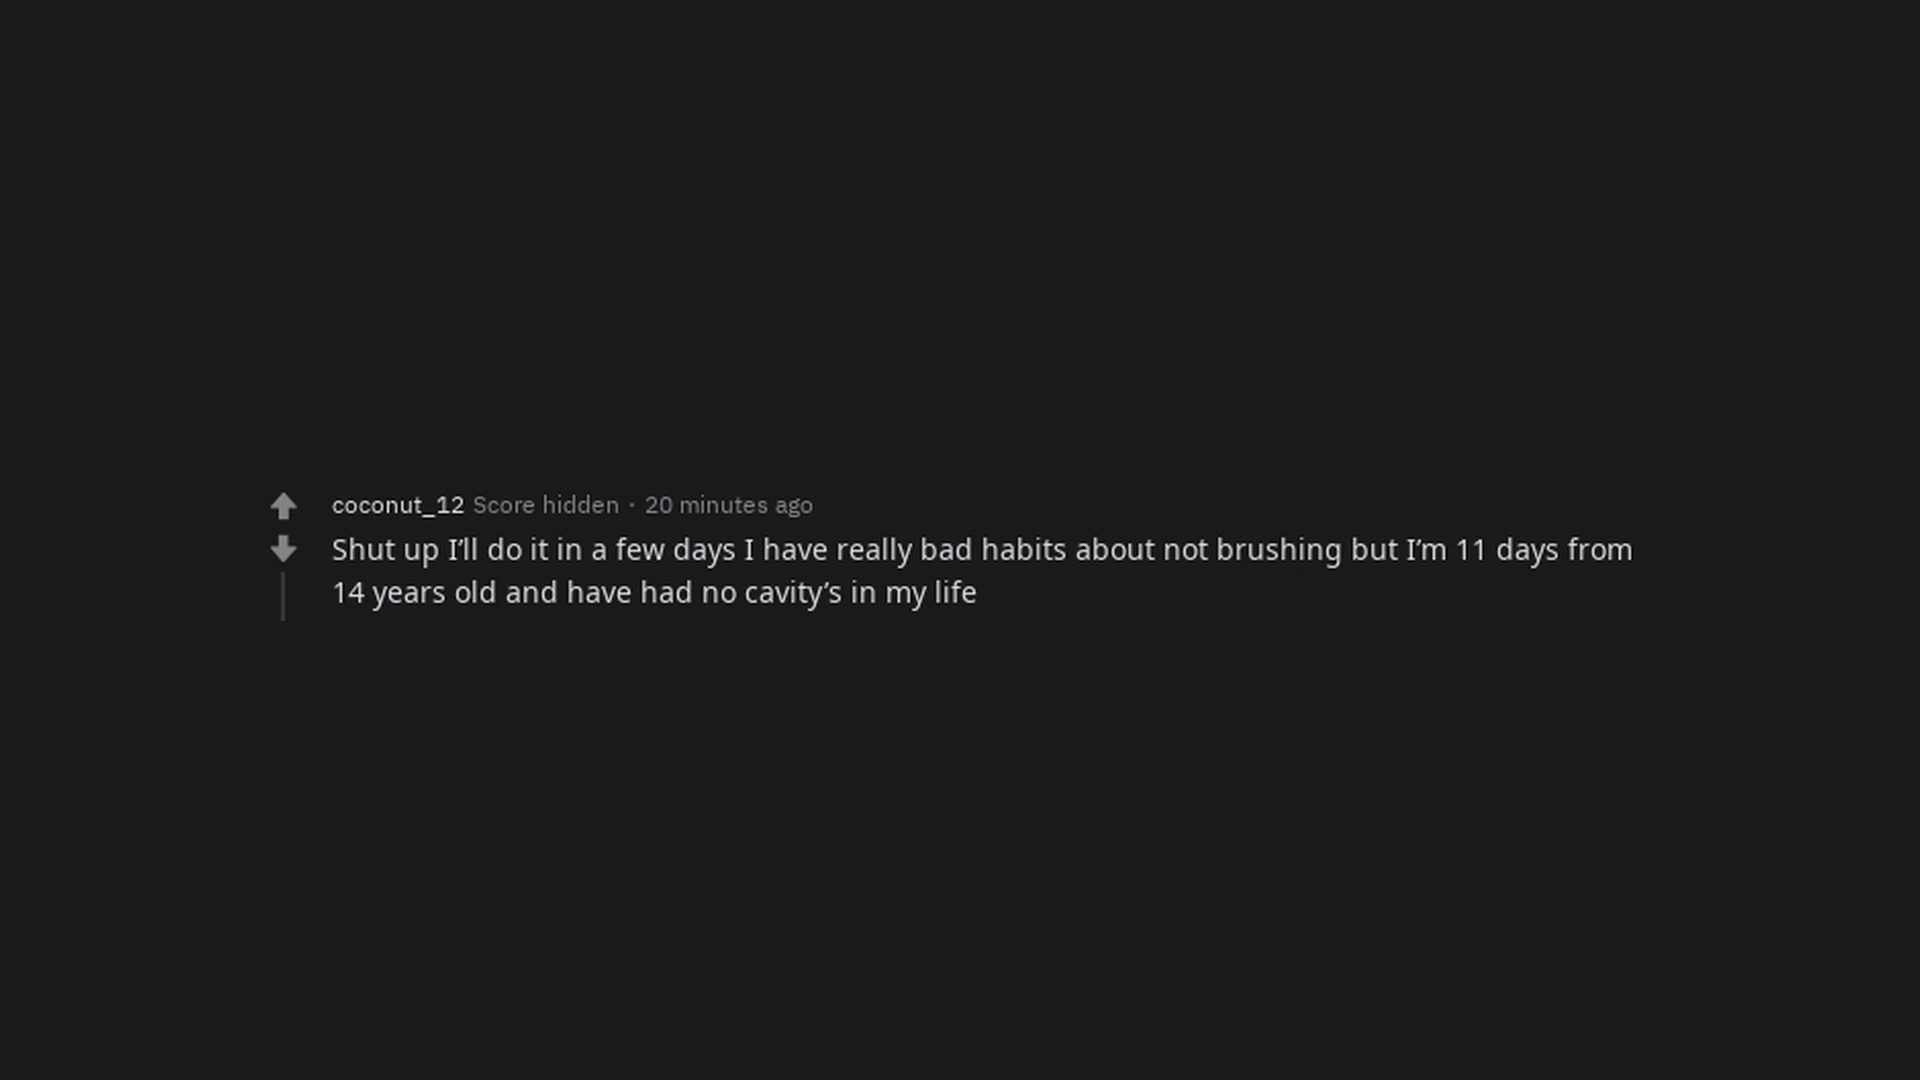 coconut_12 Score hidden · 20 minutes ago
Shut up I’ll do it in a few days I have really bad habits about not brushing but I’m 11 days from
14 years old and have had no cavity’s in my life